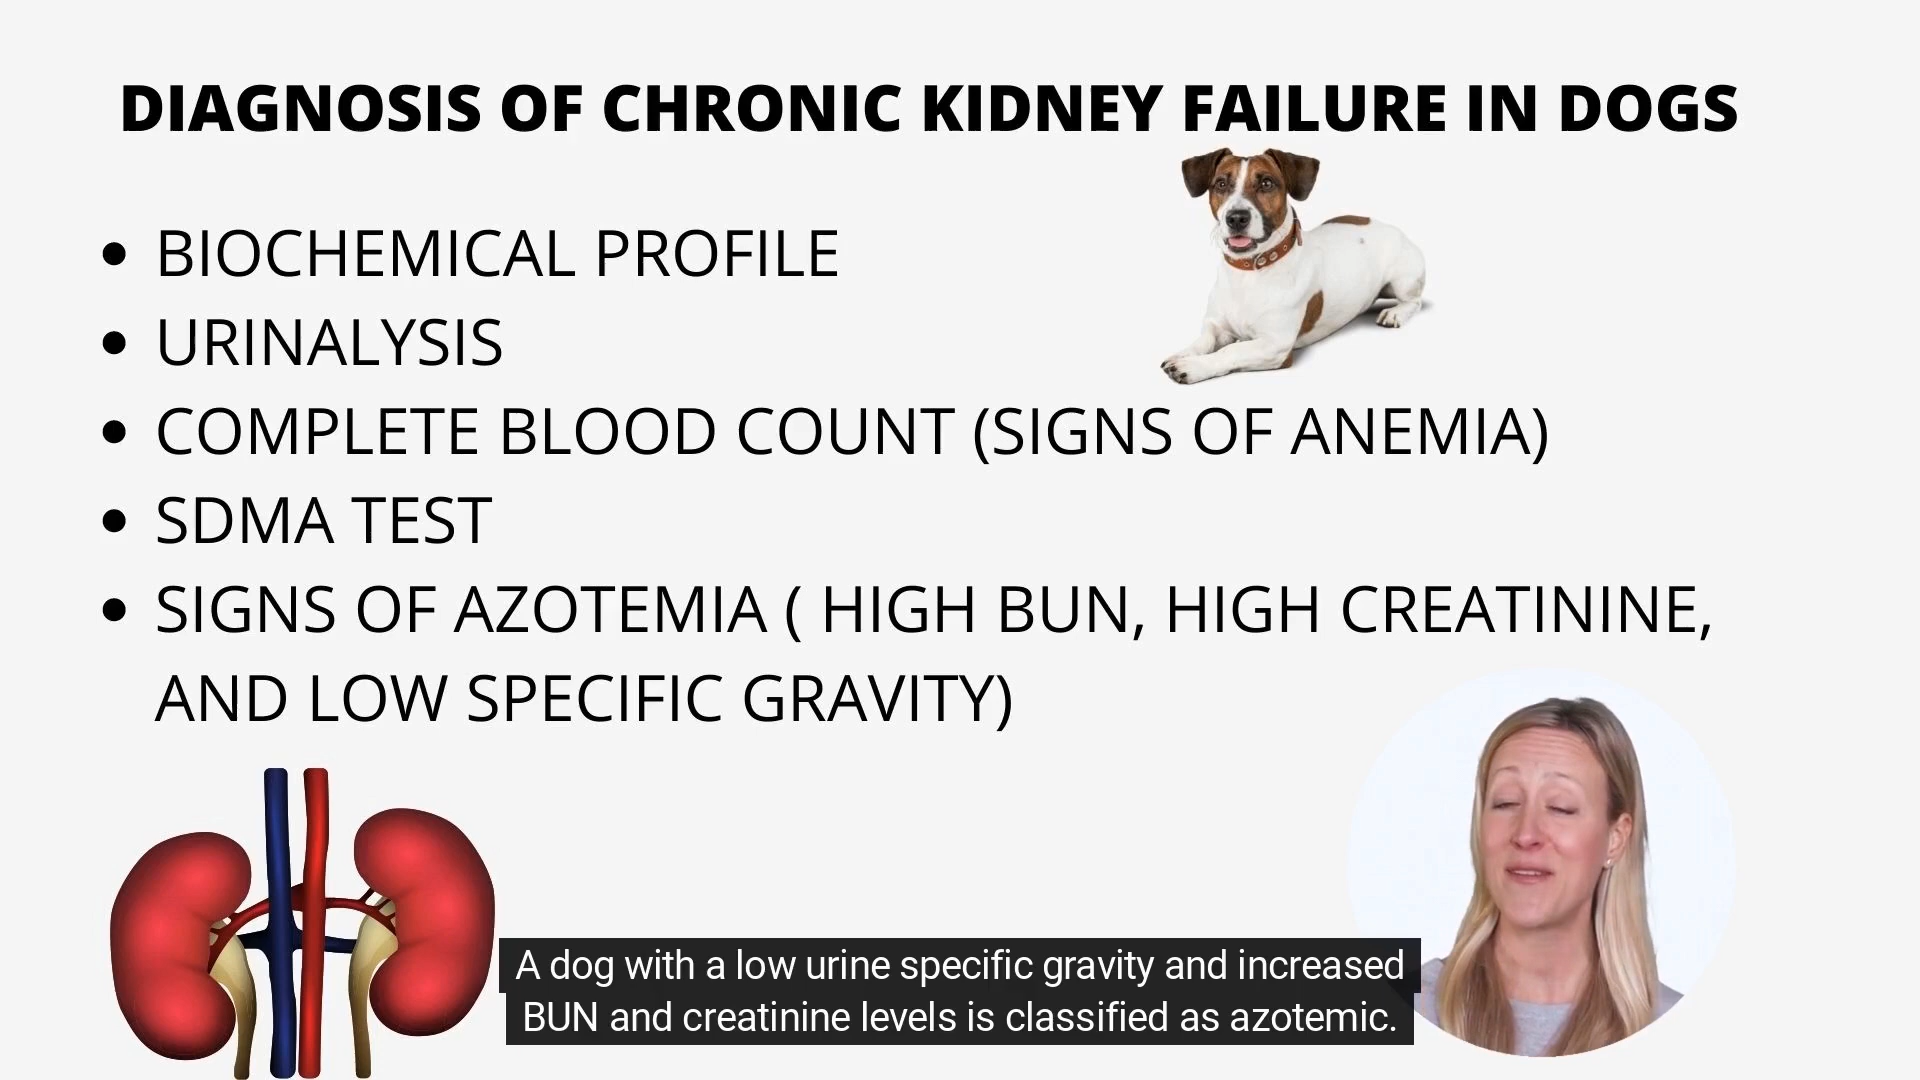 DIAGNOSIS OF CHRONIC KIDNEY FAILURE IN DOGS
• BIOCHEMICAL PROFILE
• URINALYSIS
• COMPLETE BLOOD COUNT (SIGNS OF ANEMIA)
• SDMA TEST
• SIGNS OF AZOTEMIA ( HIGH BUN, HIGH CREATININE,
AND LOW SPECIFIC GRAVITY)
A dog with a low urine specific gravity and increased
BUN and creatinine levels is classified as azotemic.